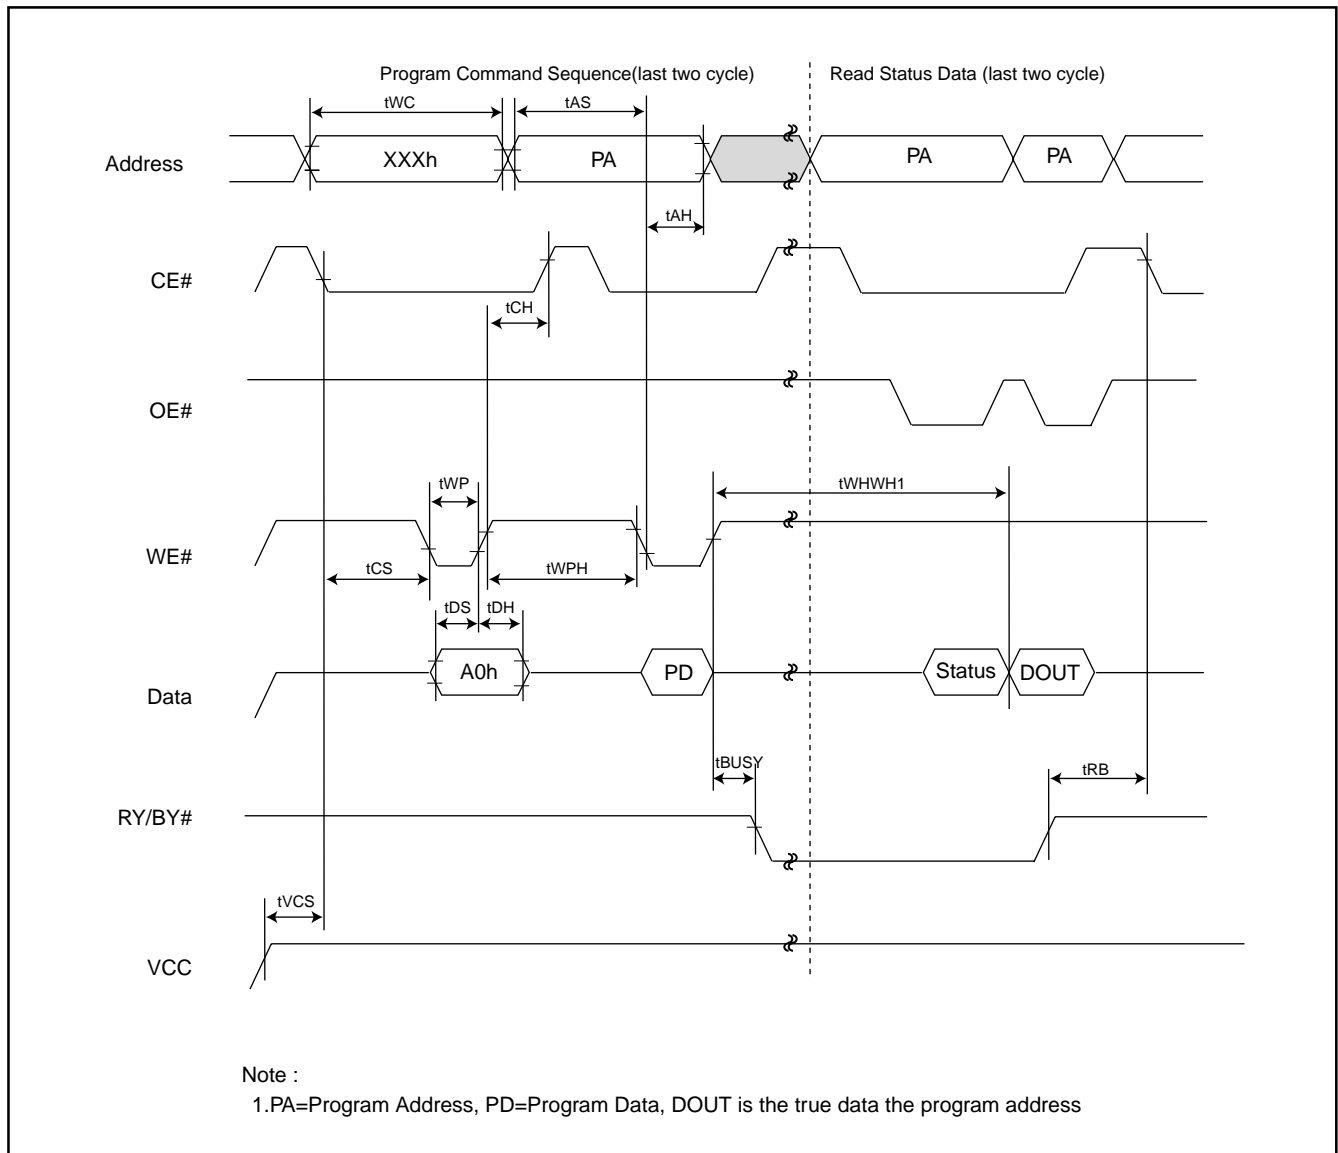 Program Command Sequence(last two cycle) Read Status Data (last two cycle)
tWC tAS
Address XXXh PA PA PA
tAH
CE#
tCH
OE#
tWP tWHWH1
WE#
tCS tWPH
tDS tDH
A0h PD Status DOUT
Data
tBUSY tRB
RY/BY#
tVCS
VCC
Note :
1.PA=Program Address, PD=Program Data, DOUT is the true data the program address